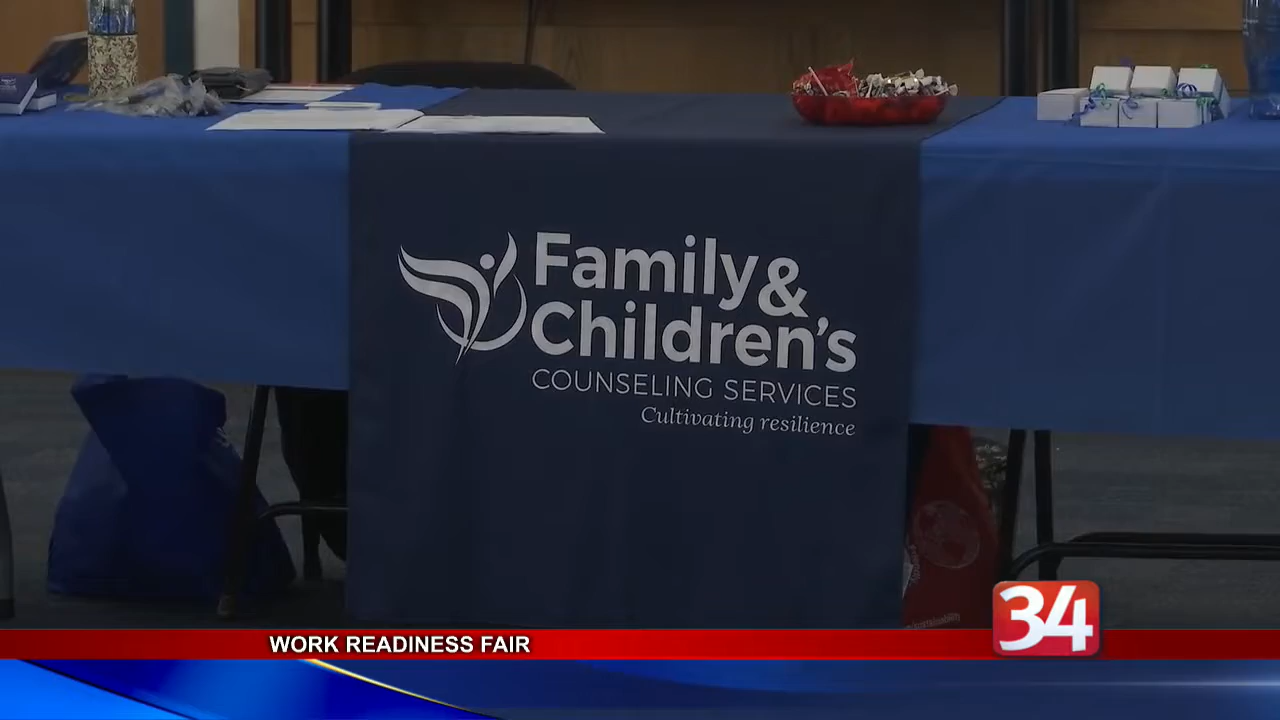 Family &
Children's
COUNSELING SERVICES
Cultivating resilience
WORK READINESS FAIR
34